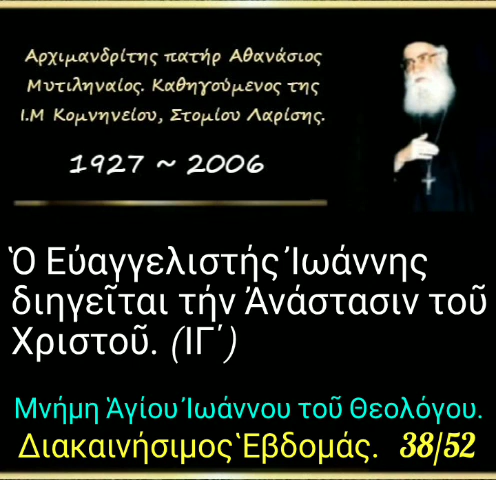 Αρχιμανδρίτης πατήρ Αθανάσιος
Μυτιληναίος. Καθηγούμενος της
Ι.Μ Κομνηνείου, Στομίου Λαρίσης.
1927 ~ 2006
Ὁ Εὐαγγελιστής Ἰωάννης
διηγεῖται τήν Ἀνάστασιν τοῦ
Χριστοῦ. (ΙΓ΄)
Μνήμη Ἁγίου Ἰωάννου τοῦ Θεολόγου.
Διακαινήσιμος Ἑβδομάς. 38/52